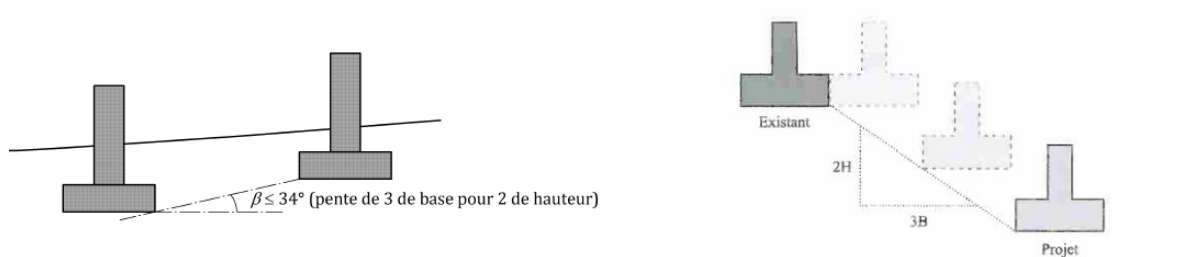 β ≤ 34° (pente de 3 de base pour 2 de hauteur)
Existant
2H
3B
Projet